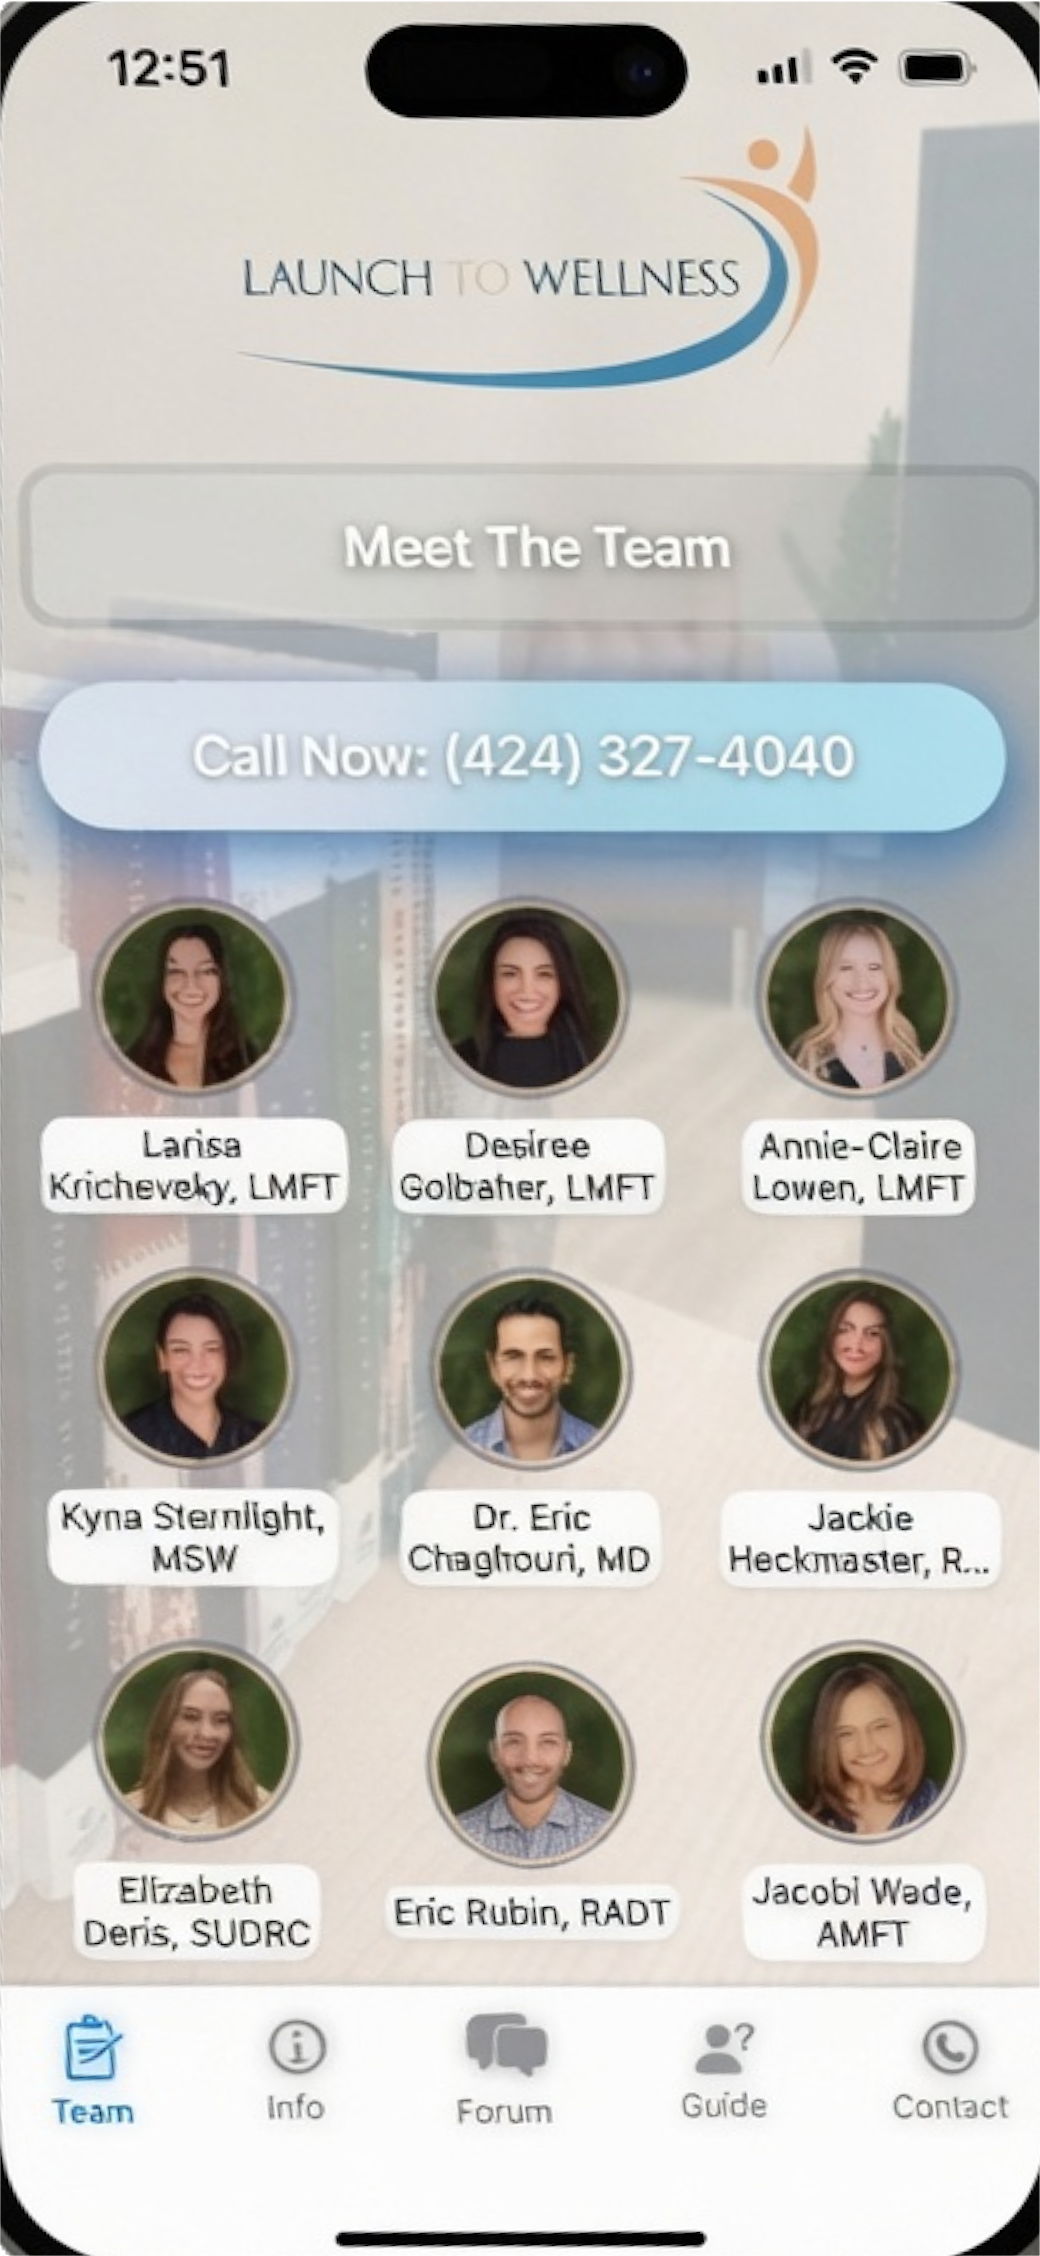 12:51
LAUNCH TO WELLNESS
Meet The Team
Call Now: (424) 327-4040
Larisa
Krichevsky, LMFT
Desiree
Golbaher, LMFT
Annie-Claire
Lowen, LMFT
Kyna Sternlight,
MSW
Dr. Eric
Chaghouri, MD
Jackie
Heckmaster, R...
Elizabeth
Deris, SUDRC
Eric Rubin, RADT
Jacobi Wade,
AMFT
Team
Info
Forum
Guide
Contact